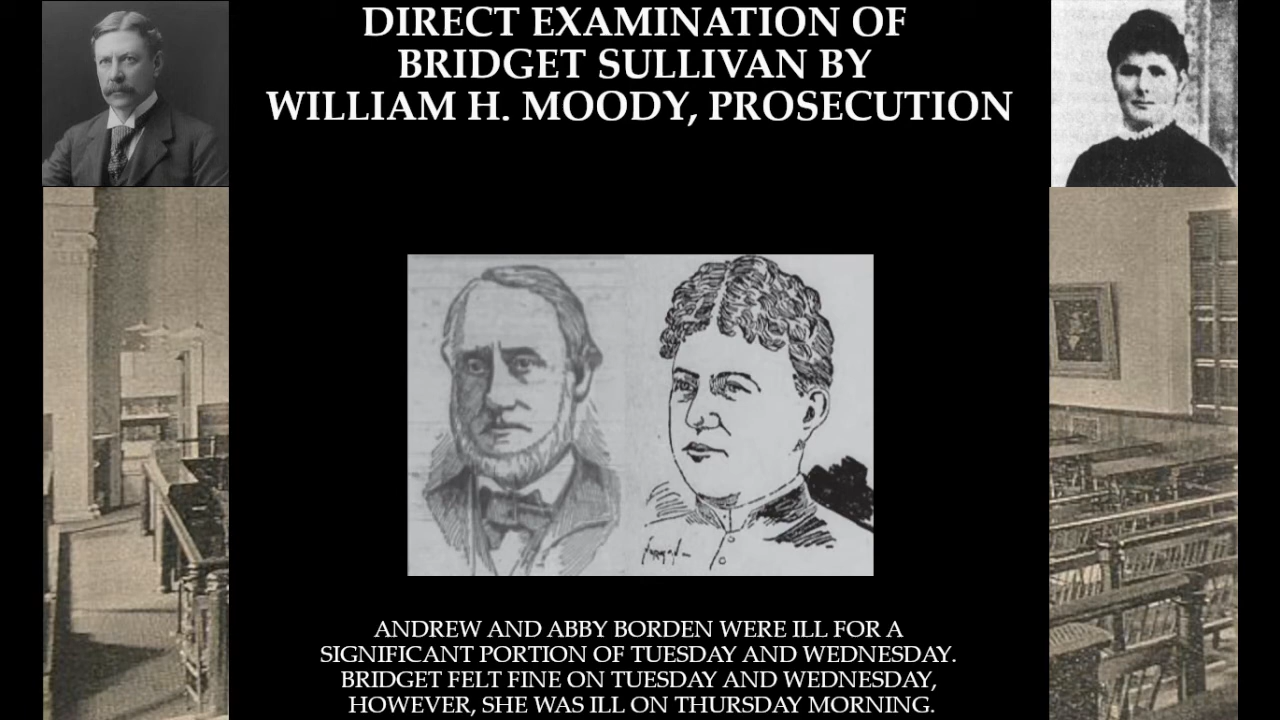 DIRECT EXAMINATION OF
BRIDGET SULLIVAN BY
WILLIAM H. MOODY, PROSECUTION
ANDREW AND ABBY BORDEN WERE ILL FOR A
SIGNIFICANT PORTION OF TUESDAY AND WEDNESDAY.
BRIDGET FELT FINE ON TUESDAY AND WEDNESDAY,
HOWEVER, SHE WAS ILL ON THURSDAY MORNING.